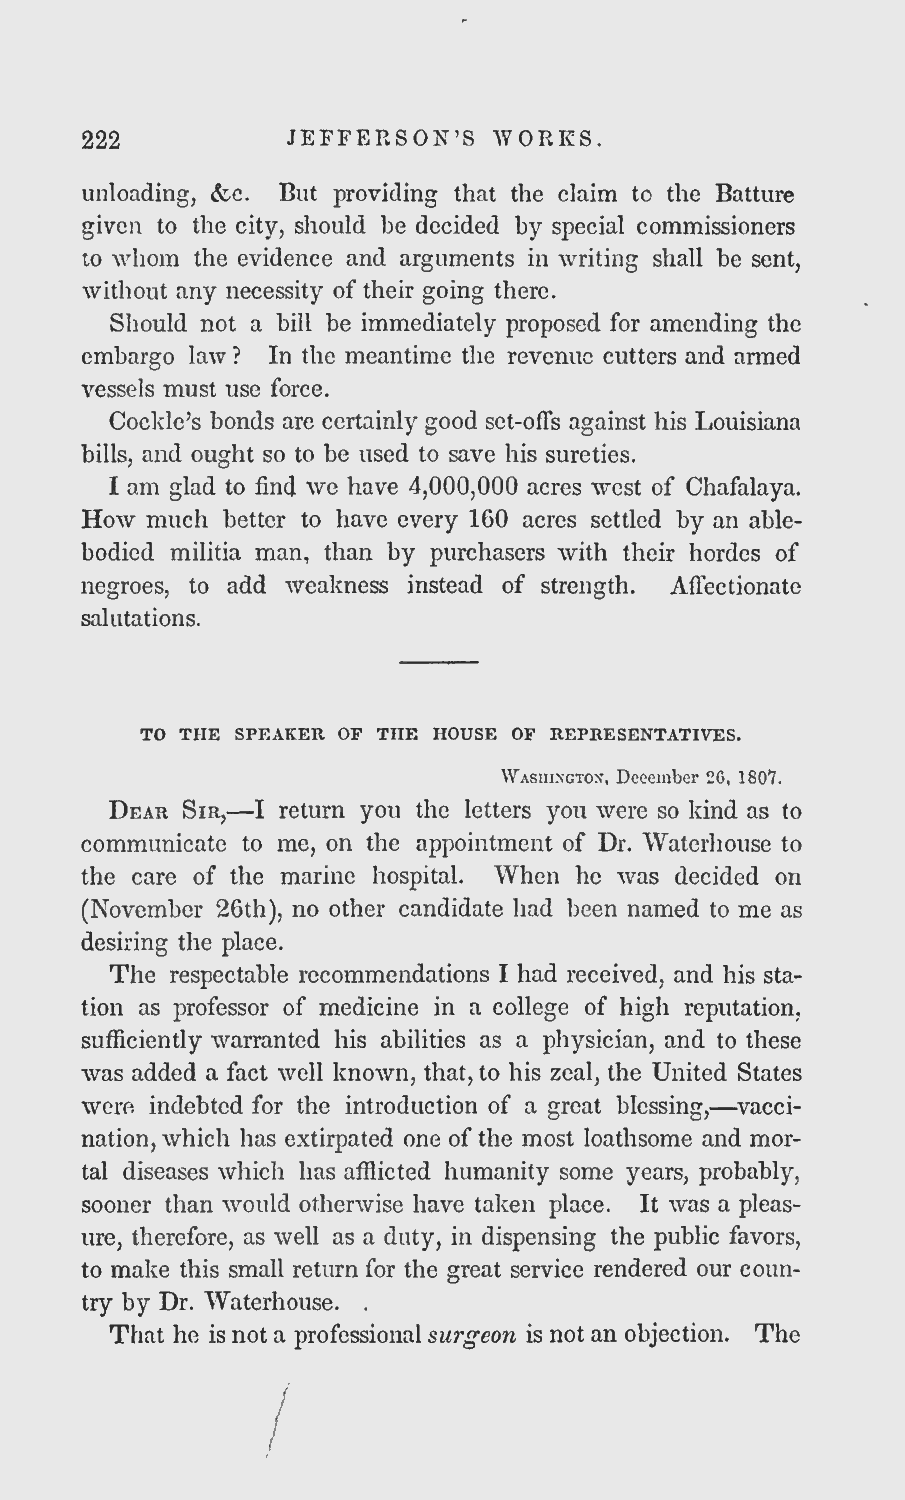 222 JEFFERSON'S WORKS.
unloading, &c. But providing that the claim to the Batture
given to the city, should be decided by special commissioners
to whom the evidence and arguments in writing shall be sent,
without any necessity of their going there.
Should not a bill be immediately proposed for amending the
embargo law? In the meantime the revenue cutters and armed
vessels must use force.
Cockle's bonds are certainly good set-offs against his Louisiana
bills, and ought so to be used to save his sureties.
I am glad to find we have 4,000,000 acres west of Chafalaya.
How much better to have every 160 acres settled by an able-
bodied militia man, than by purchasers with their hordes of
negroes, to add weakness instead of strength. Affectionate
salutations.
TO THE SPEAKER OF THE HOUSE OF REPRESENTATIVES.
WASHINGTON, December 26, 1807.
DEAR SIR,—I return you the letters you were so kind as to
communicate to me, on the appointment of Dr. Waterhouse to
the care of the marine hospital. When he was decided on
(November 26th), no other candidate had been named to me as
desiring the place.
The respectable recommendations I had received, and his sta-
tion as professor of medicine in a college of high reputation,
sufficiently warranted his abilities as a physician, and to these
was added a fact well known, that, to his zeal, the United States
were indebted for the introduction of a great blessing,—vacci-
nation, which has extirpated one of the most loathsome and mor-
tal diseases which has afflicted humanity some years, probably,
sooner than would otherwise have taken place. It was a pleas-
ure, therefore, as well as a duty, in dispensing the public favors,
to make this small return for the great service rendered our coun-
try by Dr. Waterhouse.
That he is not a professional surgeon is not an objection. The